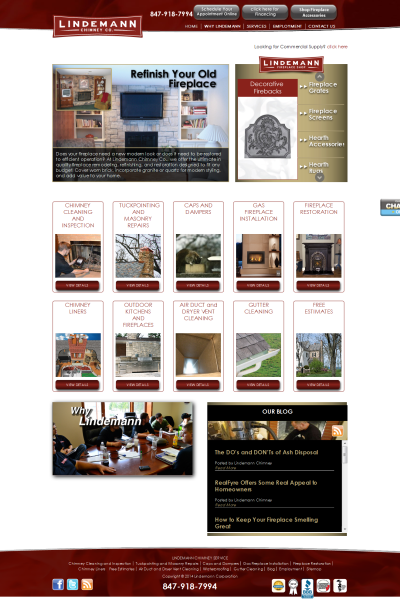 LINDEMANN
CHIMNEY CO.
847-918-7994
Schedule Your
Appointment Online
Click here for
Financing
Shop Fireplace
Accessories
HOME | WHY LINDEMANN | SERVICES | EMPLOYMENT | CONTACT US
Looking for Commercial Support? click here
Refinish Your Old
Fireplace
Does your fireplace need a new modern look or does it need to be restored
to efficient operation? At Lindemann Chimney Co. we offer the ultimate in
quality fireplace remodeling, refinishing, and restoration designed to fit any
budget. Cover worn brick, incorporate granite or quartz for modern styling,
and add value to your home.
LINDEMANN
FIREPLACE SHOP
Decorative
Firebacks
Fireplace
Grates
Fireplace
Screens
Hearth
Accessories
Hearth
Rugs
CHIMNEY
CLEANING
AND
INSPECTION
VIEW DETAILS
TUCKPOINTING
AND
MASONRY
REPAIRS
VIEW DETAILS
CAPS AND
DAMPERS
VIEW DETAILS
GAS
FIREPLACE
INSTALLATION
VIEW DETAILS
FIREPLACE
RESTORATION
VIEW DETAILS
CHIMNEY
LINERS
VIEW DETAILS
OUTDOOR
KITCHENS
AND
FIREPLACES
VIEW DETAILS
AIR DUCT and
DRYER VENT
CLEANING
VIEW DETAILS
GUTTER
CLEANING
VIEW DETAILS
FREE
ESTIMATES
VIEW DETAILS
Why
Lindemann
OUR BLOG
The DO's and DON'Ts of Ash Disposal
Posted by Lindemann Chimney
Read More
RealFyre Offers Some Real Appeal to
Homeowners
Posted by Lindemann Chimney
Read More
How to Keep Your Fireplace Smelling
Great
LINDEMANN CHIMNEY SERVICE
Chimney Cleaning and Inspection | Tuckpointing and Masonry Repairs | Caps and Dampers | Gas Fireplace Installation | Fireplace Restoration |
Chimney Liners | Free Estimates | Air Duct and Dryer Vent Cleaning | Waterproofing | Gutter Cleaning | Blog | Employment | Sitemap
Copyright © 2014 Lindemann Corporation
847-918-7994